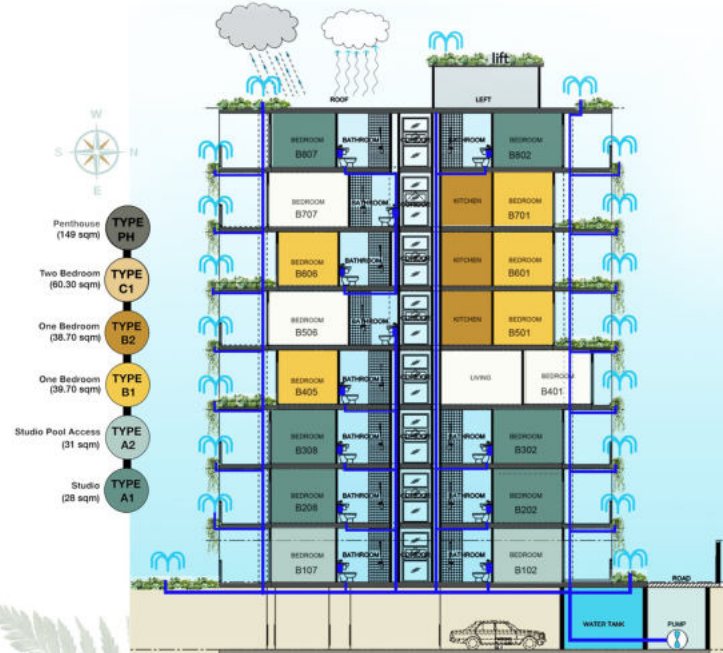 lift
ROOF
LEFT
W
S
N
E
BEDROOM
B807
BATHROOM
BATHROOM
BEDROOM
B802
BEDROOM
B707
BATHROOM
KITCHEN
BEDROOM
B701
Penthouse
(149 sqm)
TYPE
PH
BEDROOM
B606
BATHROOM
KITCHEN
BEDROOM
B601
Two Bedroom
(60.30 sqm)
TYPE
C1
BEDROOM
B506
BATHROOM
KITCHEN
BEDROOM
B501
One Bedroom
(38.70 sqm)
TYPE
B2
BEDROOM
B405
BATHROOM
LIVING
BEDROOM
B401
One Bedroom
(39.70 sqm)
TYPE
B1
BEDROOM
B308
BATHROOM
BATHROOM
BEDROOM
B302
Studio Pool Access
(31 sqm)
TYPE
A2
BEDROOM
B208
BATHROOM
BATHROOM
BEDROOM
B202
Studio
(28 sqm)
TYPE
A1
BEDROOM
B107
BATHROOM
BATHROOM
BEDROOM
B102
ROAD
WATER TANK
PUMP